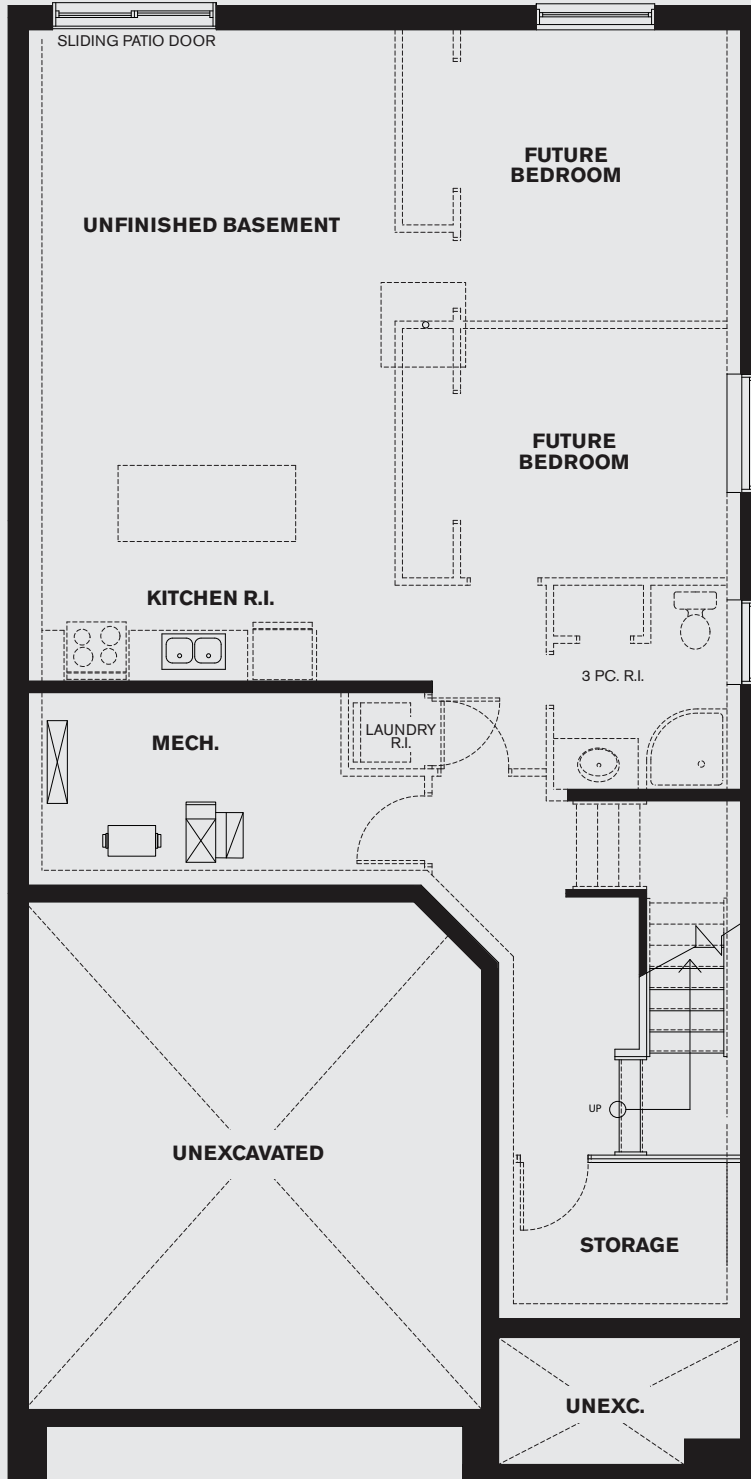 SLIDING PATIO DOOR
FUTURE
BEDROOM
UNFINISHED BASEMENT
FUTURE
BEDROOM
KITCHEN R.I.
3 PC. R.I.
LAUNDRY
R.I.
MECH.
UP
UNEXCAVATED
STORAGE
UNEXC.